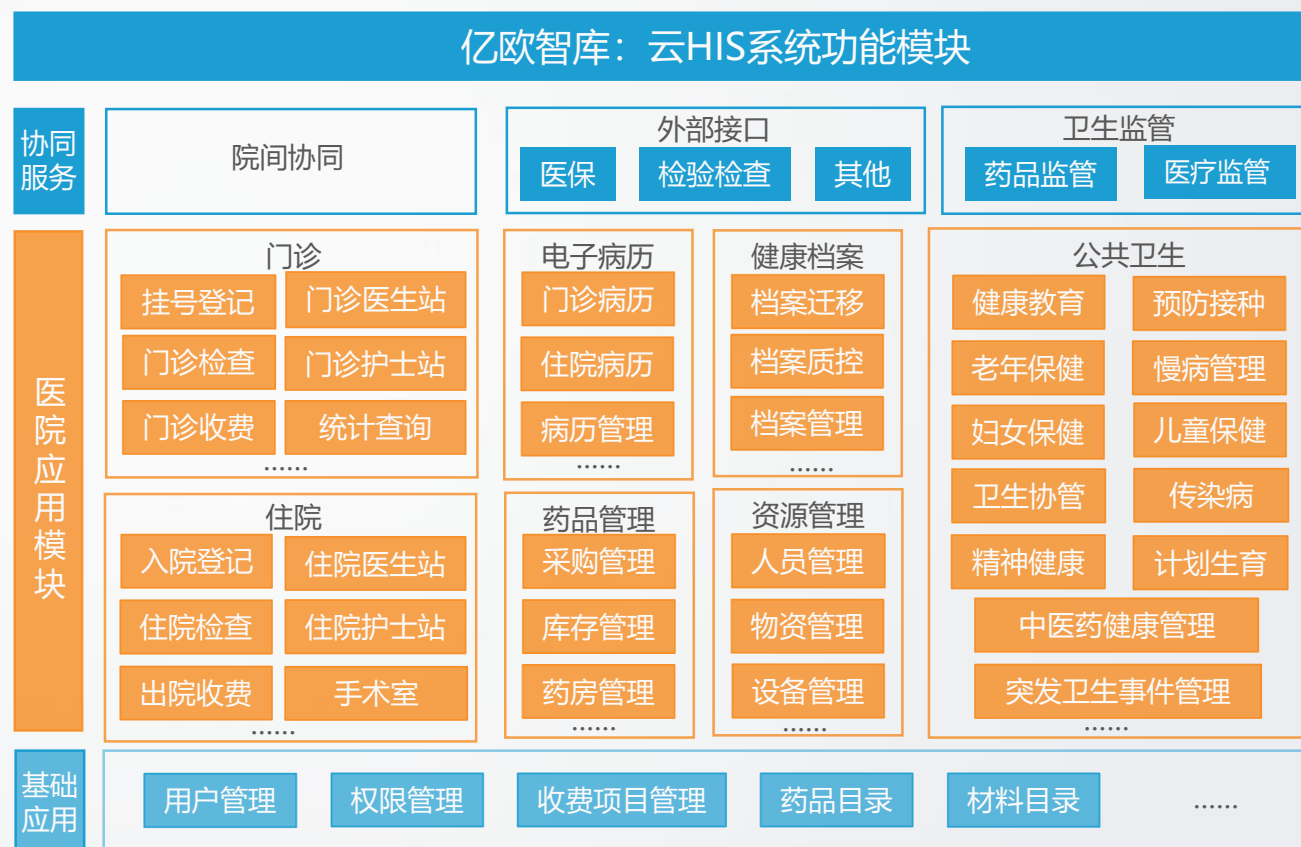 亿欧智库：云HIS系统功能模块
协同
服务
院间协同
外部接口
医保
检验检查
其他
卫生监管
药品监管
医疗监管
医院应用模块
门诊
挂号登记
门诊医生站
门诊检查
门诊护士站
门诊收费
统计查询
......
电子病历
门诊病历
住院病历
病历管理
......
健康档案
档案迁移
档案质控
档案管理
......
公共卫生
健康教育
预防接种
老年保健
慢病管理
妇女保健
儿童保健
卫生协管
传染病
精神健康
计划生育
中医药健康管理
突发卫生事件管理
......
住院
入院登记
住院医生站
住院检查
住院护士站
出院收费
手术室
......
药品管理
采购管理
库存管理
药房管理
......
资源管理
人员管理
物资管理
设备管理
......
基础
应用
用户管理
权限管理
收费项目管理
药品目录
材料目录
......